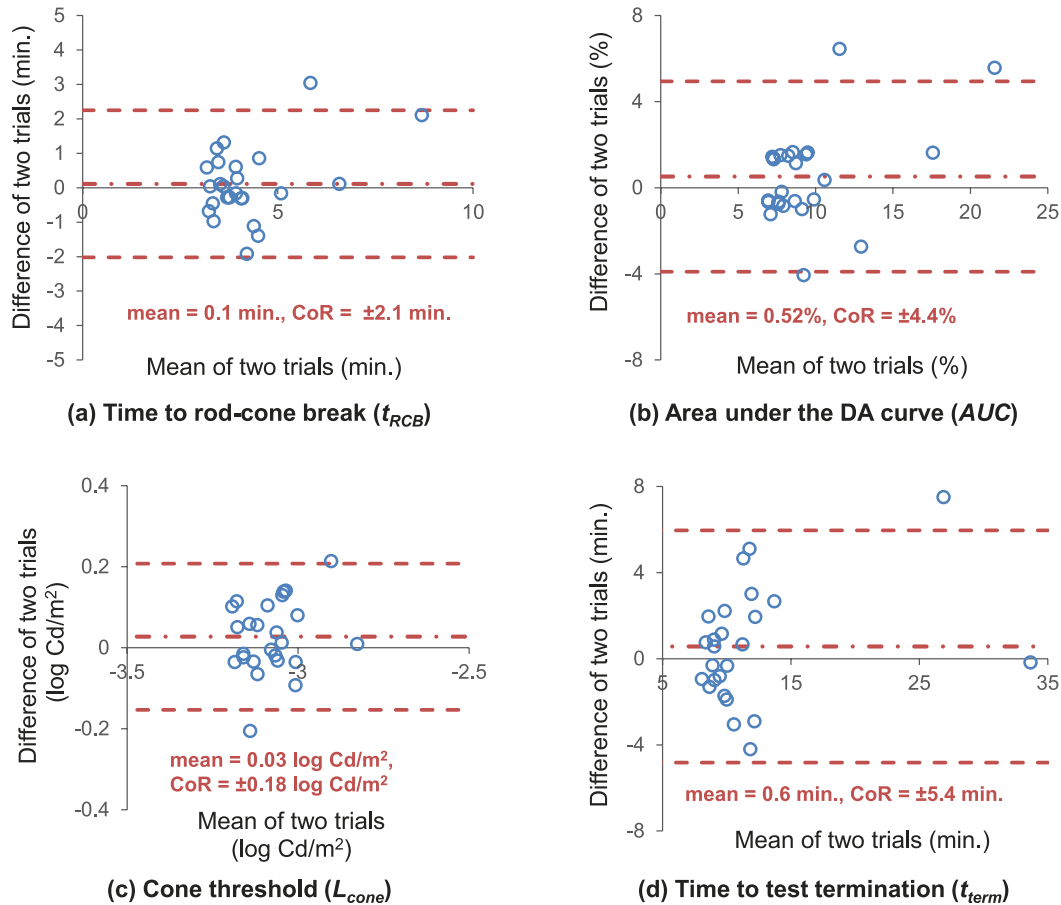 5
4
3
2
1
0
-1
-2
-3
-4
-5
0
5
10
Difference of two trials (min.)
mean = 0.1 min., CoR = ±2.1 min.
Mean of two trials (min.)
(a) Time to rod-cone break (tRCB)
8
4
0
-4
-8
0
5
10
15
20
25
Difference of two trials (%)
mean = 0.52%, CoR = ±4.4%
Mean of two trials (%)
(b) Area under the DA curve (AUC)
0.4
0.2
0
-0.2
-0.4
-3.5
-3
-2.5
Difference of two trials
(log Cd/m²)
mean = 0.03 log Cd/m²,
CoR = ±0.18 log Cd/m²
Mean of two trials
(log Cd/m²)
(c) Cone threshold (Lcone)
8
4
0
-4
-8
5
15
25
35
Difference of two trials (min.)
mean = 0.6 min., CoR = ±5.4 min.
Mean of two trials (min.)
(d) Time to test termination (tterm)